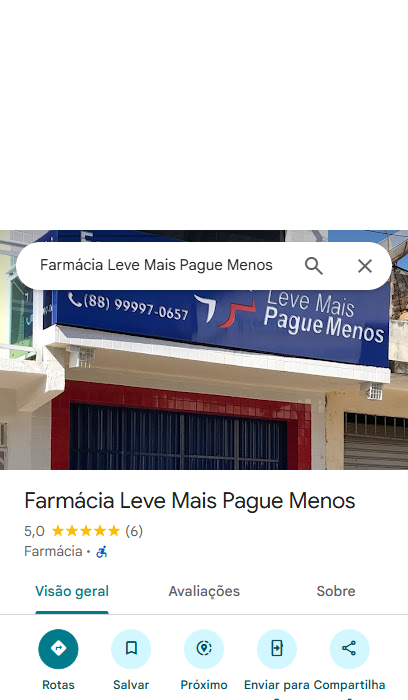 Farmácia Leve Mais Pague Menos
(88) 99997-0657
Leve Mais
Pague Menos
Farmácia Leve Mais Pague Menos
5,0 (6)
Farmácia ·
Visão geral Avaliações Sobre
Rotas Salvar Próximo Enviar para Compartilha